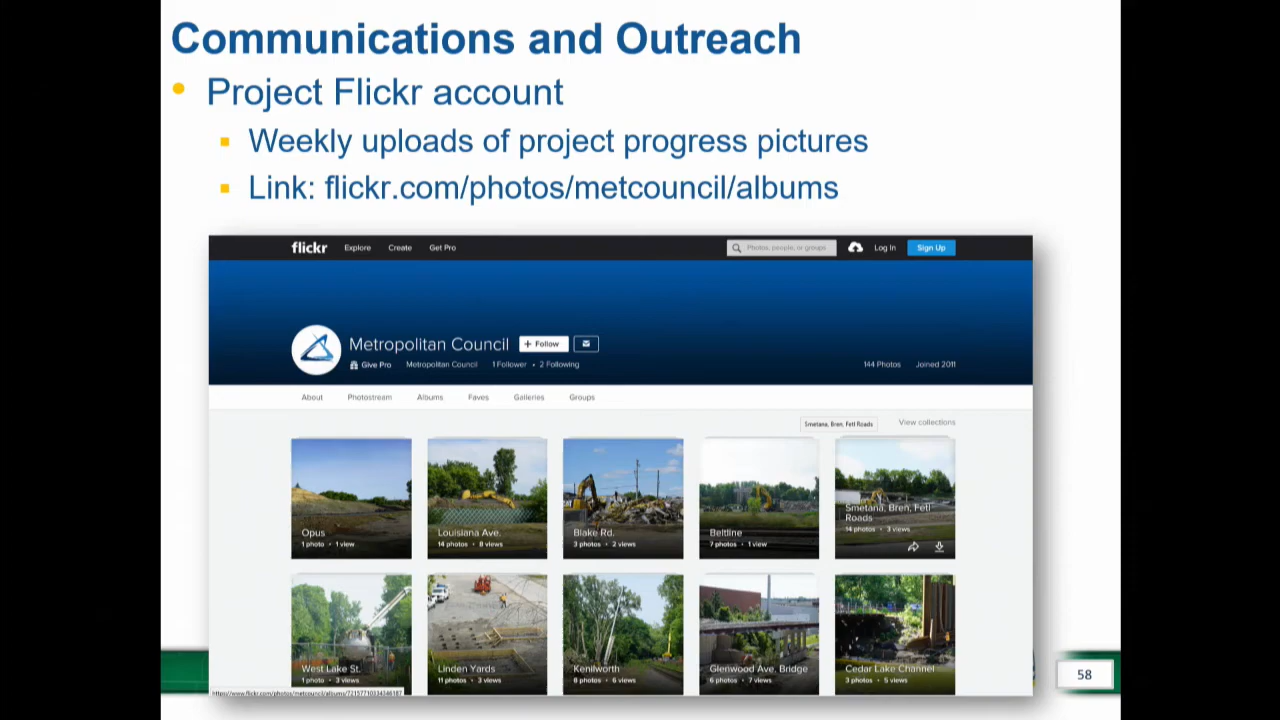 Communications and Outreach
• Project Flickr account
▪ Weekly uploads of project progress pictures
▪ Link: flickr.com/photos/metcouncil/albums
flickr Explore Create Get Pro Photos, people, or groups Log In Sign Up
Metropolitan Council + Follow
Give Pro Metropolitan Council 1 Follower • 2 Following 144 Photos Joined 2011
About Photostream Albums Faves Galleries Groups
Smetana, Bren, Fetl Roads View collections
Opus
1 photo • 1 view
Louisiana Ave.
14 photos • 8 views
Blake Rd.
3 photos • 2 views
Beltline
7 photos • 1 view
Smetana, Bren, Fetl
Roads
14 photos • 3 views
West Lake St.
1 photo • 3 views
Linden Yards
11 photos • 3 views
Kenilworth
8 photos • 6 views
Glenwood Ave. Bridge
6 photos • 7 views
Cedar Lake Channel
3 photos • 5 views
58